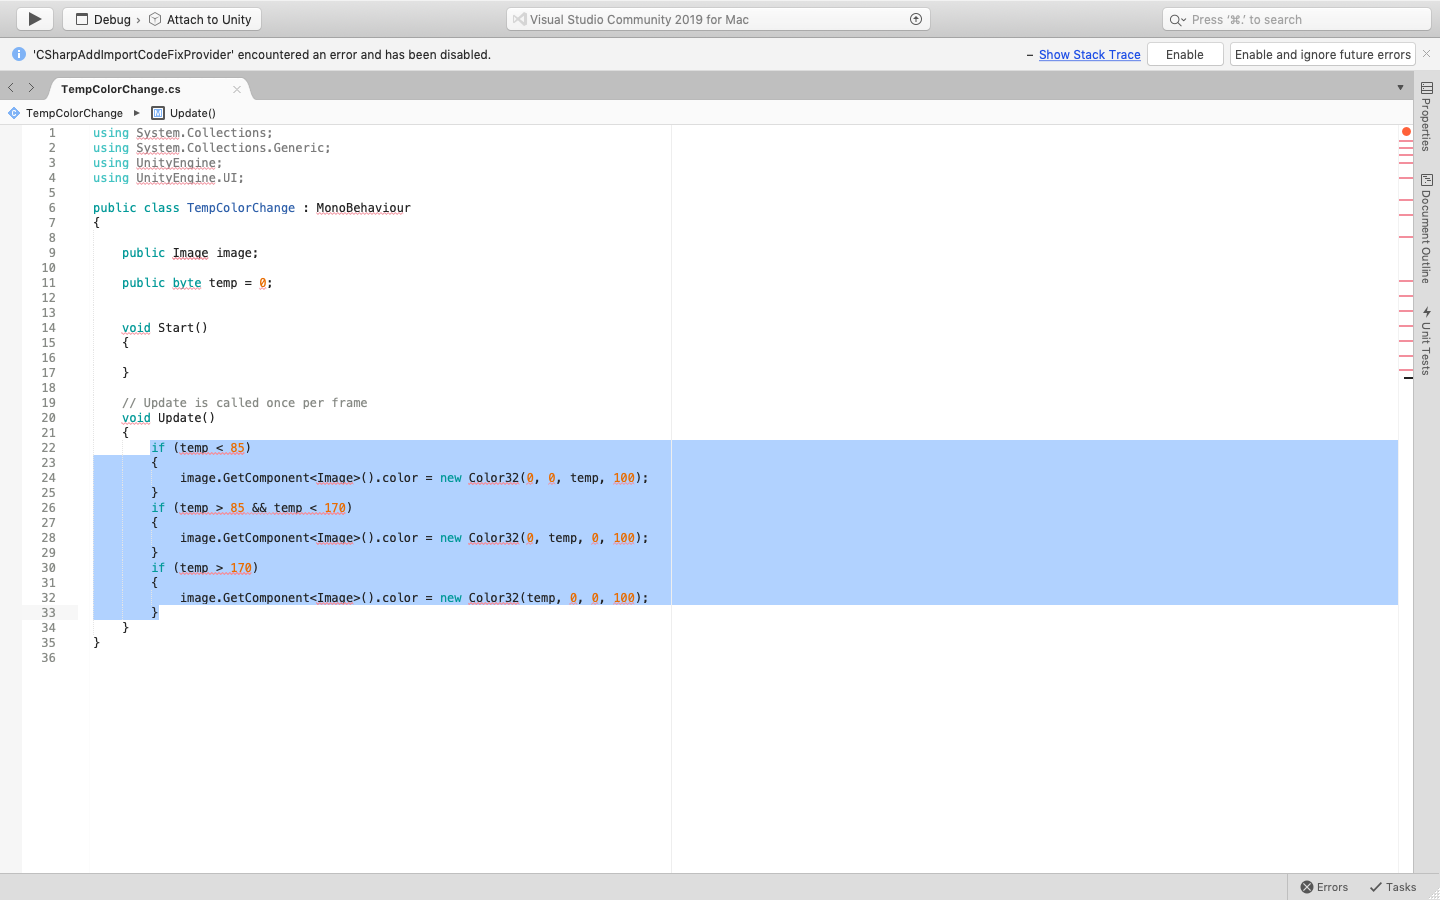 Debug › Attach to Unity
Visual Studio Community 2019 for Mac
Press ‘⌘.’ to search
'CSharpAddImportCodeFixProvider' encountered an error and has been disabled.
– Show Stack Trace
Enable
Enable and ignore future errors
TempColorChange.cs
TempColorChange ▸ M Update()
1 using System.Collections;
2 using System.Collections.Generic;
3 using UnityEngine;
4 using UnityEngine.UI;
5
6 public class TempColorChange : MonoBehaviour
7 {
8
9     public Image image;
10
11     public byte temp = 0;
12
13
14     void Start()
15     {
16
17     }
18
19     // Update is called once per frame
20     void Update()
21     {
22         if (temp < 85)
23         {
24             image.GetComponent<Image>().color = new Color32(0, 0, temp, 100);
25         }
26         if (temp > 85 && temp < 170)
27         {
28             image.GetComponent<Image>().color = new Color32(0, temp, 0, 100);
29         }
30         if (temp > 170)
31         {
32             image.GetComponent<Image>().color = new Color32(temp, 0, 0, 100);
33         }
34     }
35 }
36
Properties
Document Outline
Unit Tests
Errors
Tasks